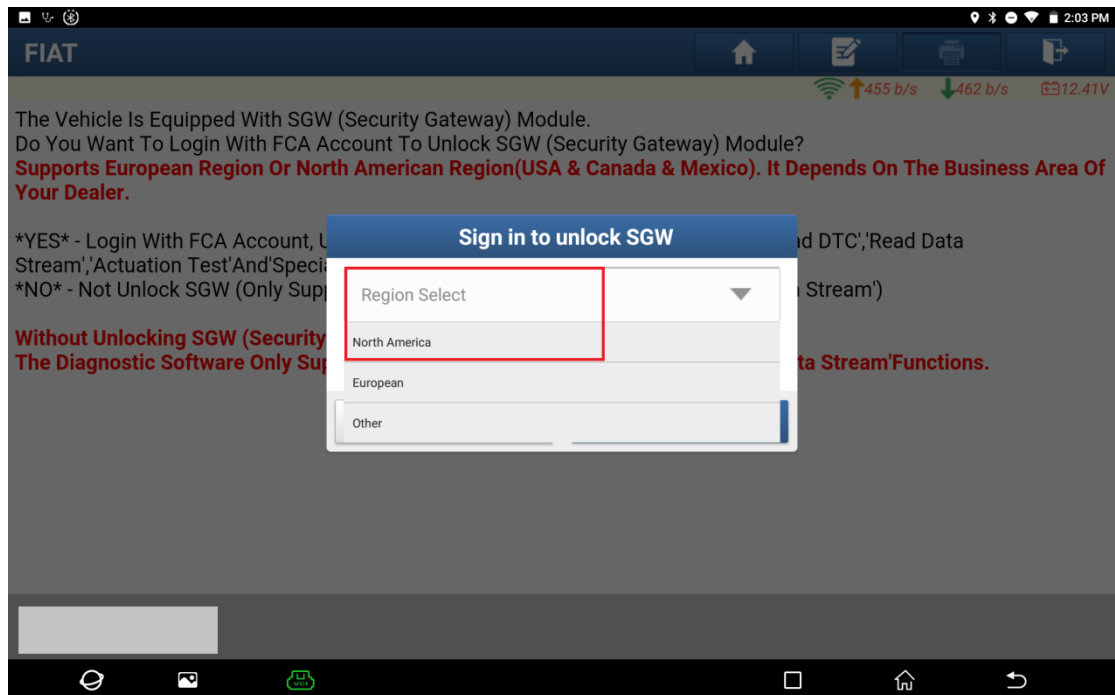 2:03 PM
FIAT
455 b/s 462 b/s 12.41V
The Vehicle Is Equipped With SGW (Security Gateway) Module.
Do You Want To Login With FCA Account To Unlock SGW (Security Gateway) Module?
Supports European Region Or North American Region(USA & Canada & Mexico). It Depends On The Business Area Of
Your Dealer.
*YES* - Login With FCA Account, DTC','Read Data
Stream','Actuation Test'And'
*NO* - Not Unlock SGW (Only Stream')
Without Unlocking SGW (Security
The Diagnostic Software Only Stream'Functions.
Sign in to unlock SGW
Region Select
North America
European
Other
VCI